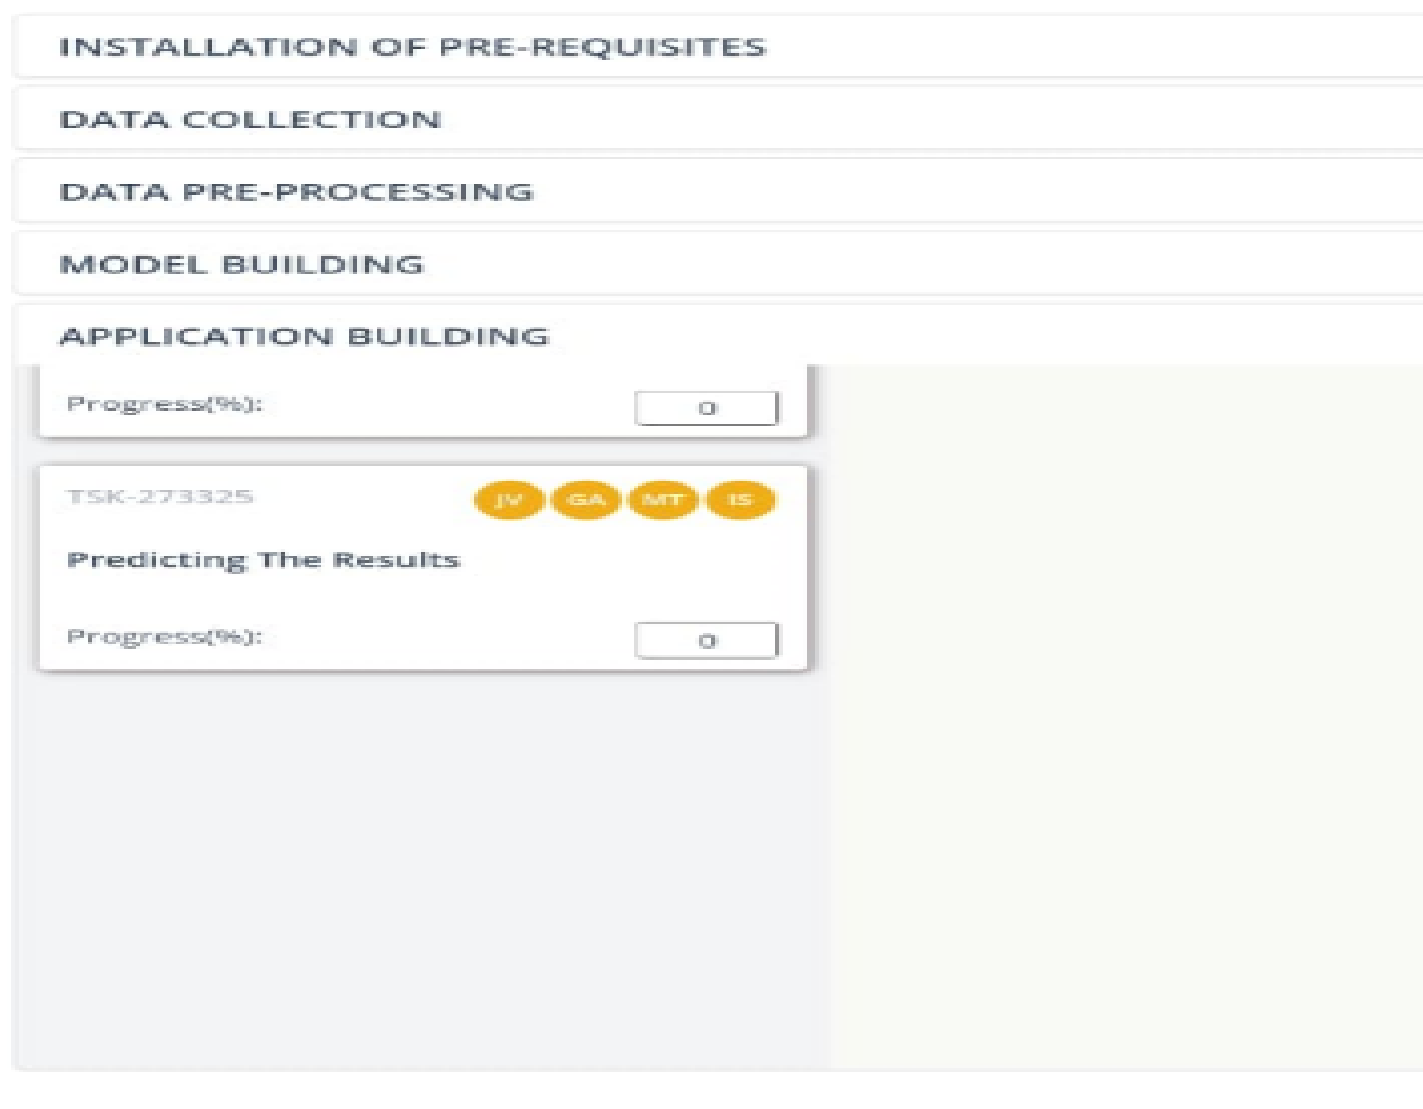 INSTALLATION OF PRE-REQUISITES
DATA COLLECTION
DATA PRE-PROCESSING
MODEL BUILDING
APPLICATION BUILDING
Progress(%): 0
TSK-273325 JV GA MT IS
Predicting The Results
Progress(%): 0